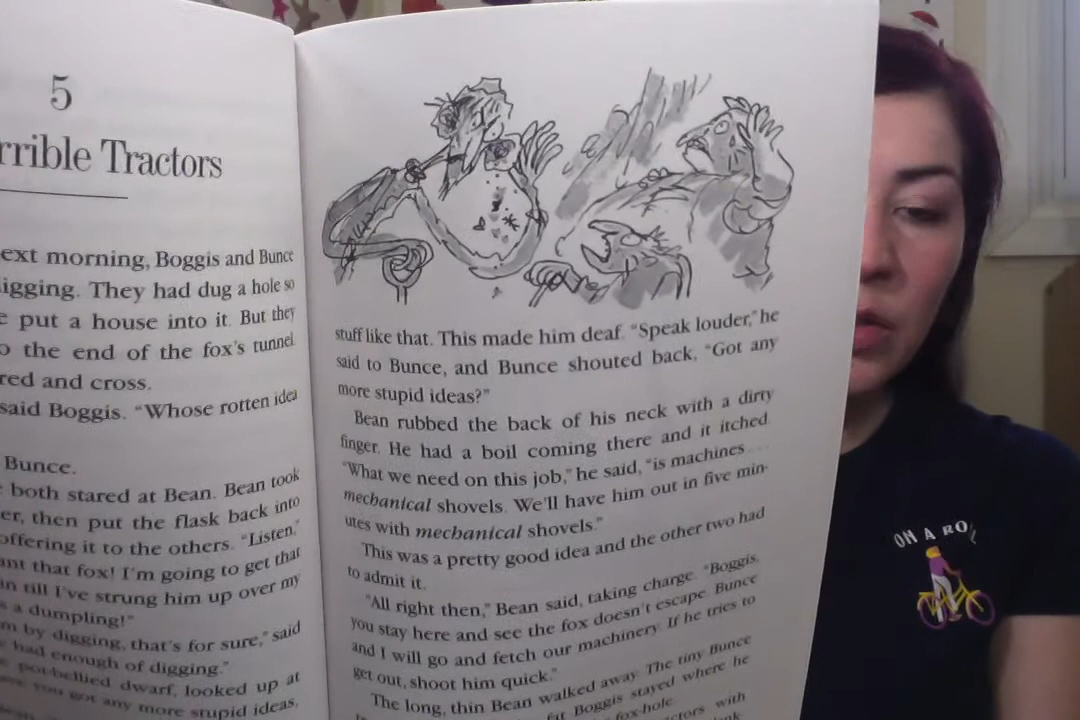 5
rrible Tractors
ext morning, Boggis and Bunce
igging. They had dug a hole so
e put a house into it. But they
o the end of the fox's tunnel.
red and cross.
said Boggis. "Whose rotten idea
Bunce.
both stared at Bean. Bean took
er, then put the flask back into
offering it to the others. "Listen,"
ant that fox! I'm going to get that
in till I've strung him up over my
s a dumpling!"
m by digging, that's for sure," said
had enough of digging."
pot-bellied dwarf, looked up at
you got any more stupid ideas,
stuff like that. This made him deaf. "Speak louder," he
said to Bunce, and Bunce shouted back, "Got any
more stupid ideas?"
Bean rubbed the back of his neck with a dirty
finger. He had a boil coming there and it itched.
"What we need on this job," he said, "is machines . . .
mechanical shovels. We'll have him out in five min-
utes with mechanical shovels."
This was a pretty good idea and the other two had
to admit it.
"All right then," Bean said, taking charge. "Boggis,
you stay here and see the fox doesn't escape. Bunce
and I will go and fetch our machinery. If he tries to
get out, shoot him quick."
The long, thin Bean walked away. The tiny Bunce
fat Boggis stayed where he
fox-hole.
tractors with
ON A ROLL